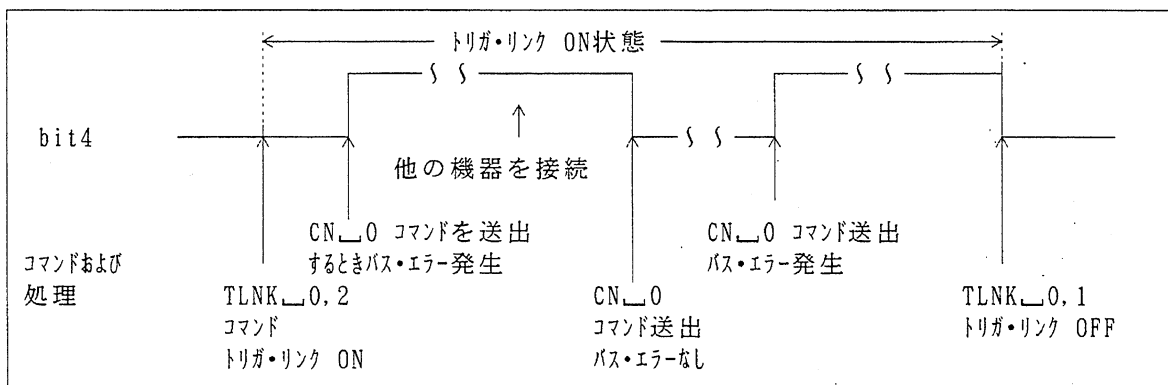 トリガ・リンク ON状態
bit4
他の機器を接続
CN␣0 コマンドを送出
するときバス・エラー発生
CN␣0 コマンド送出
バス・エラー発生
コマンドおよび
処理
TLNK␣0,2
コマンド
トリガ・リンク ON
CN␣0
コマンド送出
バス・エラーなし
TLNK␣0,1
トリガ・リンク OFF